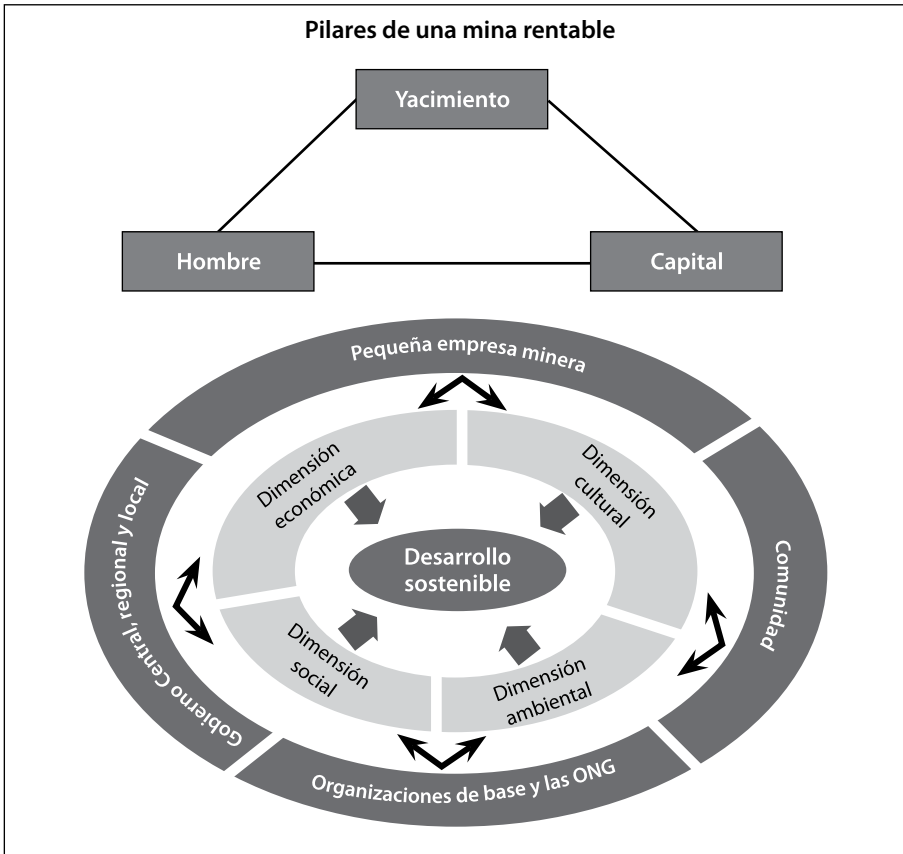 Pilares de una mina rentable
Yacimiento
Hombre
Capital
Pequeña empresa minera
Dimensión
económica
Dimensión
cultural
Gobierno Central, regional y local
Desarrollo
sostenible
Comunidad
Dimensión
social
Dimensión
ambiental
Organizaciones de base y las ONG